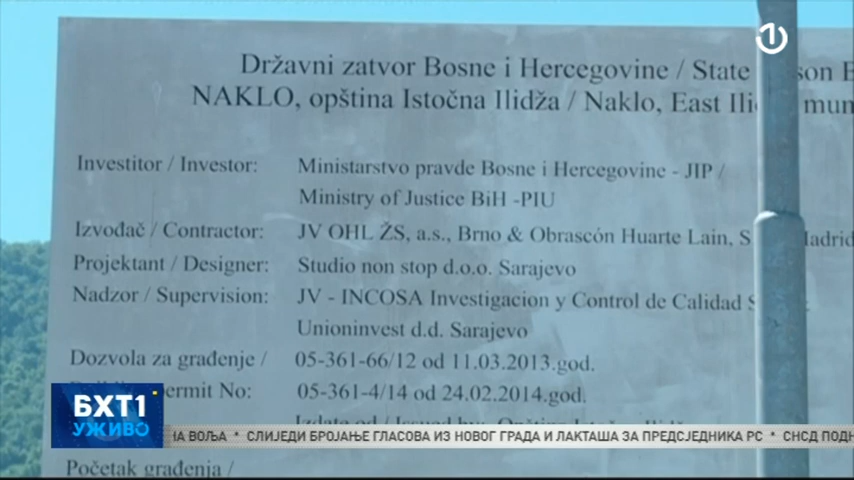 Državni zatvor Bosne i Hercegovine / State
NAKLO, opština Istočna Ilidža / Naklo, East
Investitor / Investor: Ministarstvo pravde Bosne i Hercegovine - JIP /
Ministry of Justice BiH -PIU
Izvođač / Contractor: JV OHL ŽS, a.s., Brno & Obrascón Huarte Lain, Madrid
Projektant / Designer: Studio non stop d.o.o. Sarajevo
Nadzor / Supervision: JV - INCOSA Investigacion y Control de Calidad
Unioninvest d.d. Sarajevo
Dozvola za građenje / 05-361-66/12 od 11.03.2013.god.
permit No: 05-361-4/14 od 24.02.2014.god.
БХТ1
УЖИВО
НА ВОЉА * СЛИЈЕДИ БРОЈАЊЕ ГЛАСОВА ИЗ НОВОГ ГРАДА И ЛАКТАША ЗА ПРЕДСЈЕДНИКА РС * СНСД
Početak građenja /